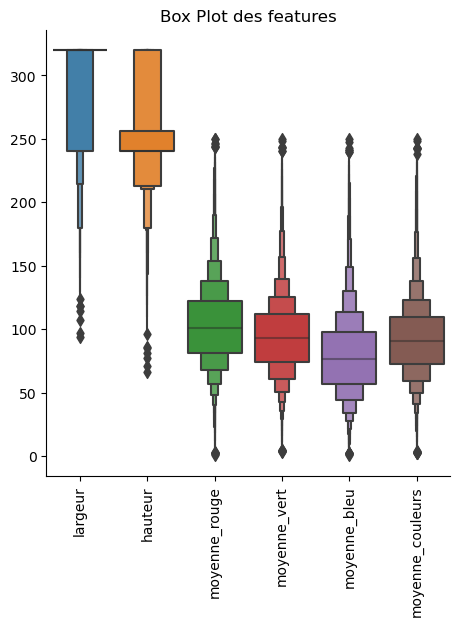 Box Plot des features
300
250
200
150
100
50
0
largeur
hauteur
moyenne_rouge
moyenne_vert
moyenne_bleu
moyenne_couleurs